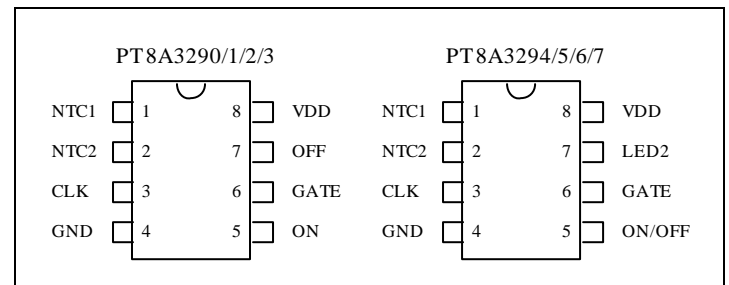 PT8A3290/1/2/3 PT8A3294/5/6/7
NTC1 1 8 VDD NTC1 1 8 VDD
NTC2 2 7 OFF NTC2 2 7 LED2
CLK 3 6 GATE CLK 3 6 GATE
GND 4 5 ON GND 4 5 ON/OFF